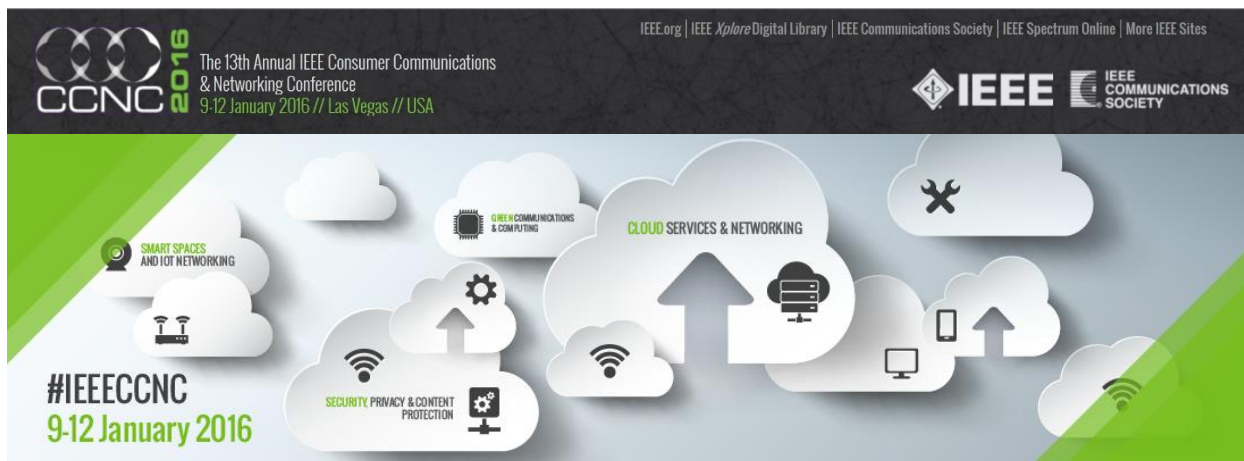 IEEE.org | IEEE Xplore Digital Library | IEEE Communications Society | IEEE Spectrum Online | More IEEE Sites
CCNC 2016
The 13th Annual IEEE Consumer Communications
& Networking Conference
9-12 January 2016 // Las Vegas // USA
IEEE
IEEE
COMMUNICATIONS
SOCIETY
GREEN COMMUNICATIONS
& COMPUTING
CLOUD SERVICES & NETWORKING
SMART SPACES
AND IOT NETWORKING
SECURITY, PRIVACY & CONTENT
PROTECTION
#IEEECCNC
9-12 January 2016